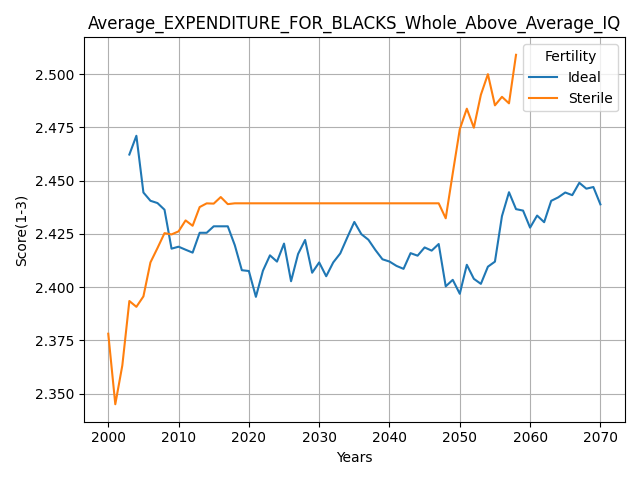 Average_EXPENDITURE_FOR_BLACKS_Whole_Above_Average_IQ
Fertility
Ideal
Sterile
Score(1-3)
2.500
2.475
2.450
2.425
2.400
2.375
2.350
2000 2010 2020 2030 2040 2050 2060 2070
Years